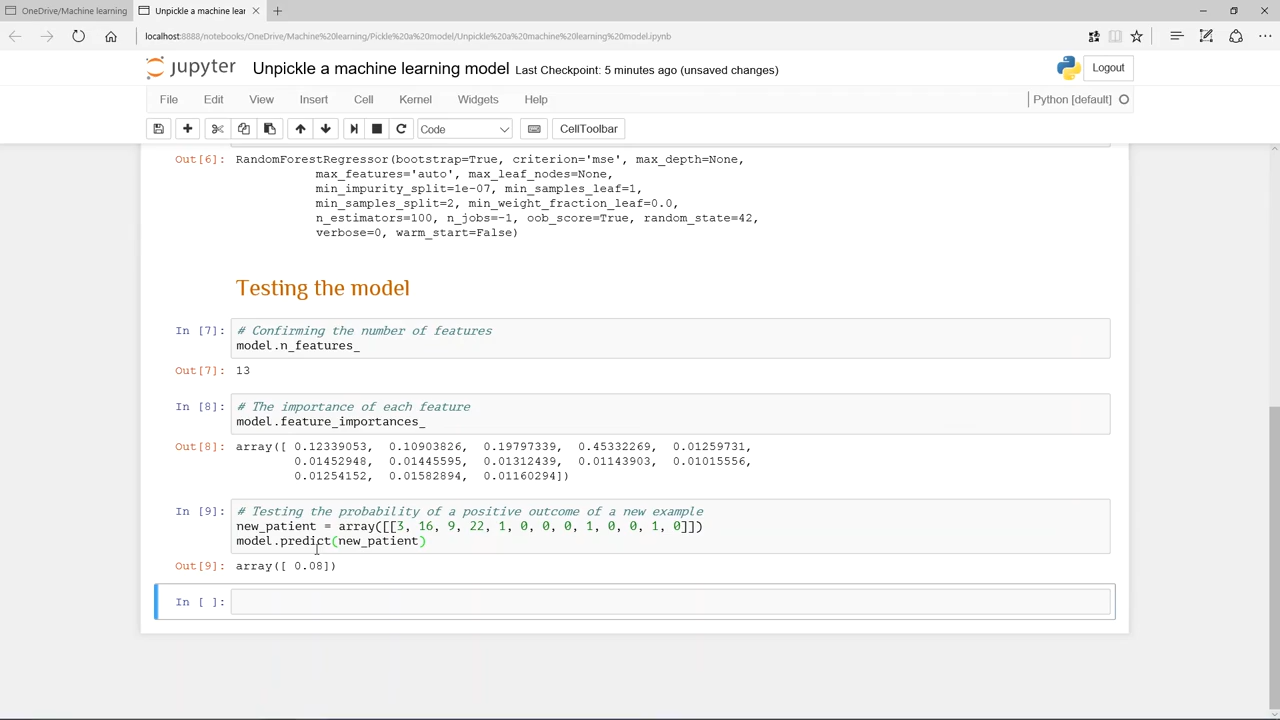 OneDrive/Machine learning
Unpickle a machine lear
localhost:8888/notebooks/OneDrive/Machine%20learning/Pickle%20a%20model/Unpickle%20a%20machine%20learning%20model.ipynb
jupyter Unpickle a machine learning model Last Checkpoint: 5 minutes ago (unsaved changes) Logout
File Edit View Insert Cell Kernel Widgets Help Python [default]
Code CellToolbar
Out[6]: RandomForestRegressor(bootstrap=True, criterion='mse', max_depth=None,
max_features='auto', max_leaf_nodes=None,
min_impurity_split=1e-07, min_samples_leaf=1,
min_samples_split=2, min_weight_fraction_leaf=0.0,
n_estimators=100, n_jobs=-1, oob_score=True, random_state=42,
verbose=0, warm_start=False)
Testing the model
In [7]: # Confirming the number of features
model.n_features_
Out[7]: 13
In [8]: # The importance of each feature
model.feature_importances_
Out[8]: array([ 0.12339053, 0.10903826, 0.19797339, 0.45332269, 0.01259731,
0.01452948, 0.01445595, 0.01312439, 0.01143903, 0.01015556,
0.01254152, 0.01582894, 0.01160294])
In [9]: # Testing the probability of a positive outcome of a new example
new_patient = array([[3, 16, 9, 22, 1, 0, 0, 0, 1, 0, 0, 1, 0]])
model.predict(new_patient)
Out[9]: array([ 0.08])
In [ ]: